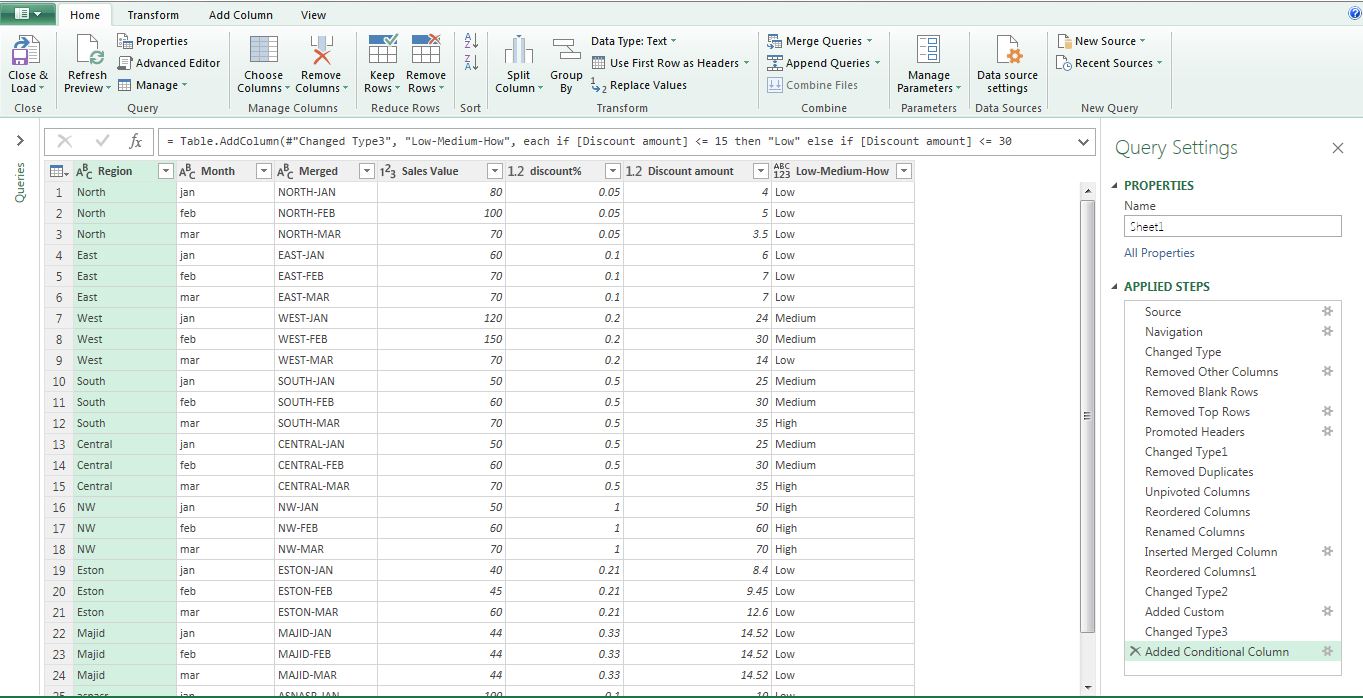 Home Transform Add Column View
Close & Load
Close
Refresh Preview
Properties
Advanced Editor
Manage
Query
Choose Columns
Remove Columns
Manage Columns
Keep Rows
Remove Rows
Reduce Rows
A Z
Z A
Sort
Split Column
Group By
Data Type: Text
Use First Row as Headers
1 2 Replace Values
Transform
Merge Queries
Append Queries
Combine Files
Combine
Manage Parameters
Parameters
Data source settings
Data Sources
New Source
Recent Sources
New Query
Queries
fx = Table.AddColumn(#"Changed Type3", "Low-Medium-How", each if [Discount amount] <= 15 then "Low" else if [Discount amount] <= 30
ABC Region ABC Month ABC Merged 123 Sales Value 1.2 discount% 1.2 Discount amount ABC 123 Low-Medium-How
1 North jan NORTH-JAN 80 0.05 4 Low
2 North feb NORTH-FEB 100 0.05 5 Low
3 North mar NORTH-MAR 70 0.05 3.5 Low
4 East jan EAST-JAN 60 0.1 6 Low
5 East feb EAST-FEB 70 0.1 7 Low
6 East mar EAST-MAR 70 0.1 7 Low
7 West jan WEST-JAN 120 0.2 24 Medium
8 West feb WEST-FEB 150 0.2 30 Medium
9 West mar WEST-MAR 70 0.2 14 Low
10 South jan SOUTH-JAN 50 0.5 25 Medium
11 South feb SOUTH-FEB 60 0.5 30 Medium
12 South mar SOUTH-MAR 70 0.5 35 High
13 Central jan CENTRAL-JAN 50 0.5 25 Medium
14 Central feb CENTRAL-FEB 60 0.5 30 Medium
15 Central mar CENTRAL-MAR 70 0.5 35 High
16 NW jan NW-JAN 50 1 50 High
17 NW feb NW-FEB 60 1 60 High
18 NW mar NW-MAR 70 1 70 High
19 Eston jan ESTON-JAN 40 0.21 8.4 Low
20 Eston feb ESTON-FEB 45 0.21 9.45 Low
21 Eston mar ESTON-MAR 60 0.21 12.6 Low
22 Majid jan MAJID-JAN 44 0.33 14.52 Low
23 Majid feb MAJID-FEB 44 0.33 14.52 Low
24 Majid mar MAJID-MAR 44 0.33 14.52 Low
25 jan 100 0.1 10 Low
Query Settings
PROPERTIES
Name
Sheet1
All Properties
APPLIED STEPS
Source
Navigation
Changed Type
Removed Other Columns
Removed Blank Rows
Removed Top Rows
Promoted Headers
Changed Type1
Removed Duplicates
Unpivoted Columns
Reordered Columns
Renamed Columns
Inserted Merged Column
Reordered Columns1
Changed Type2
Added Custom
Changed Type3
Added Conditional Column